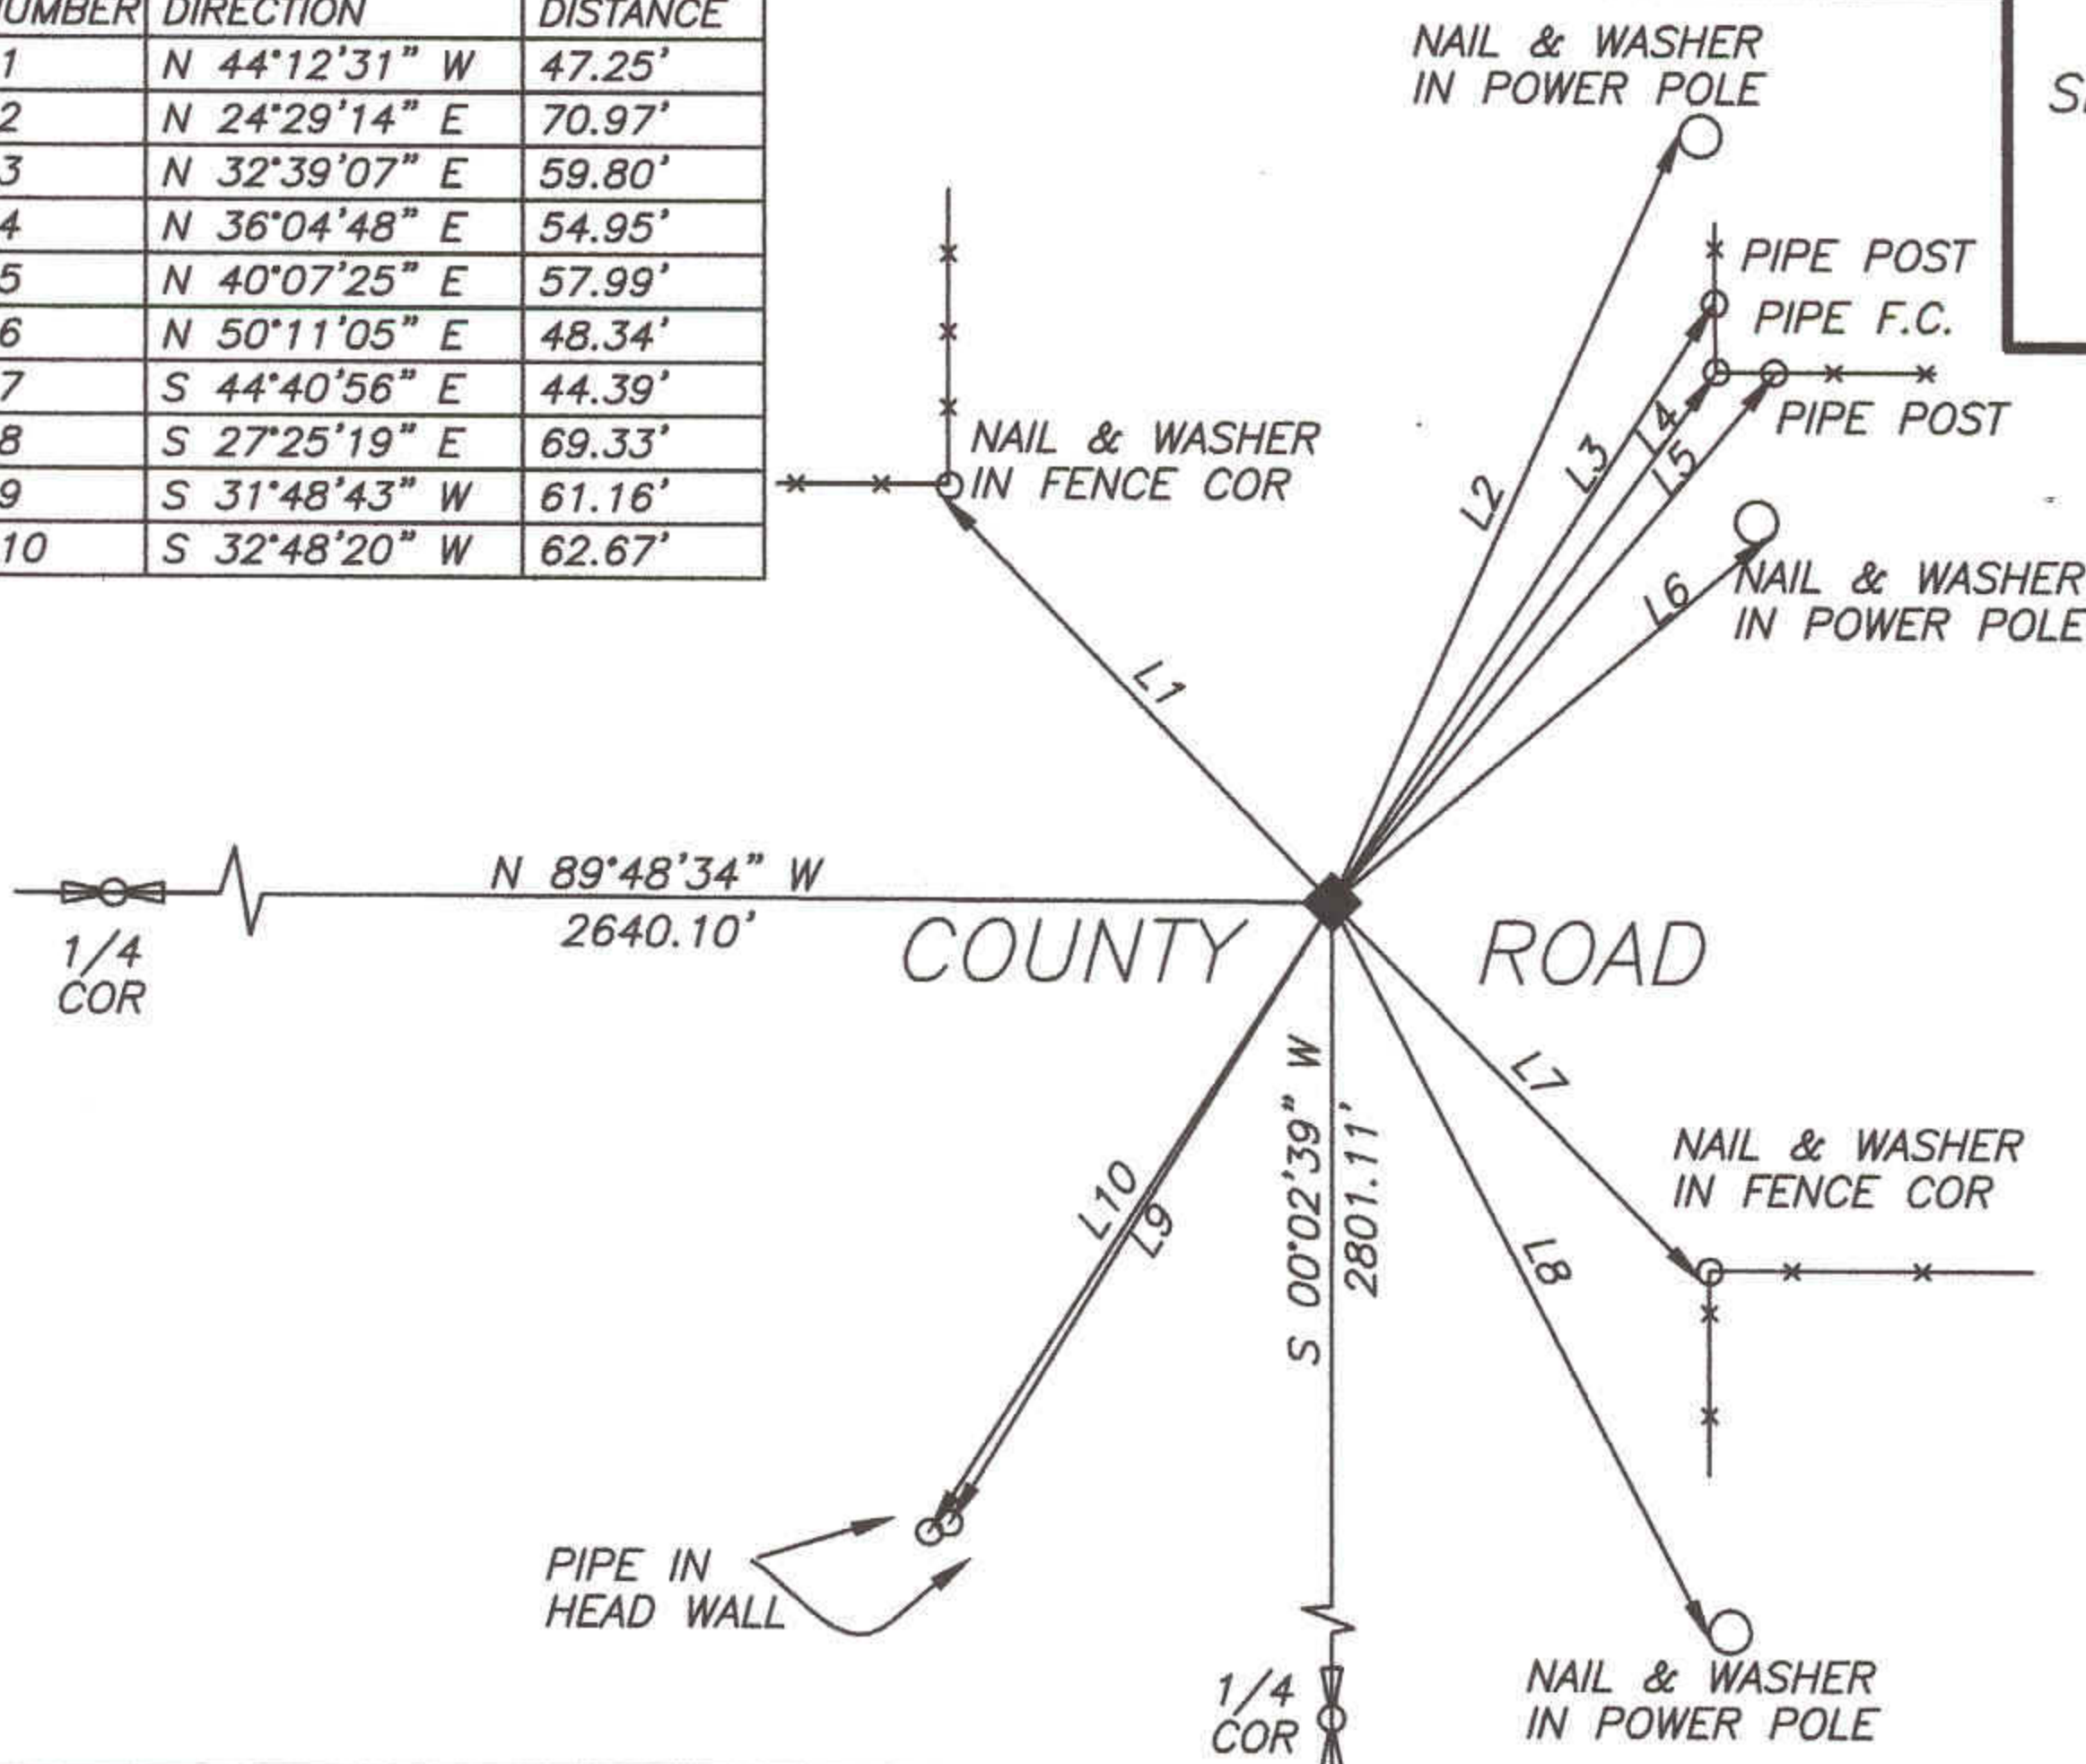 NUMBER DIRECTION DISTANCE
1 N 44°12'31" W 47.25'
2 N 24°29'14" E 70.97'
3 N 32°39'07" E 59.80'
4 N 36°04'48" E 54.95'
5 N 40°07'25" E 57.99'
6 N 50°11'05" E 48.34'
7 S 44°40'56" E 44.39'
8 S 27°25'19" E 69.33'
9 S 31°48'43" W 61.16'
10 S 32°48'20" W 62.67'
NAIL & WASHER
IN POWER POLE
PIPE POST
PIPE F.C.
PIPE POST
NAIL & WASHER
IN FENCE COR
L2
L3
L4
L5
L6
NAIL & WASHER
IN POWER POLE
L1
N 89°48'34" W
2640.10'
1/4
COR
COUNTY ROAD
S 00°02'39" W
2801.11'
L7
L8
L10
L9
NAIL & WASHER
IN FENCE COR
PIPE IN
HEAD WALL
1/4
COR
NAIL & WASHER
IN POWER POLE